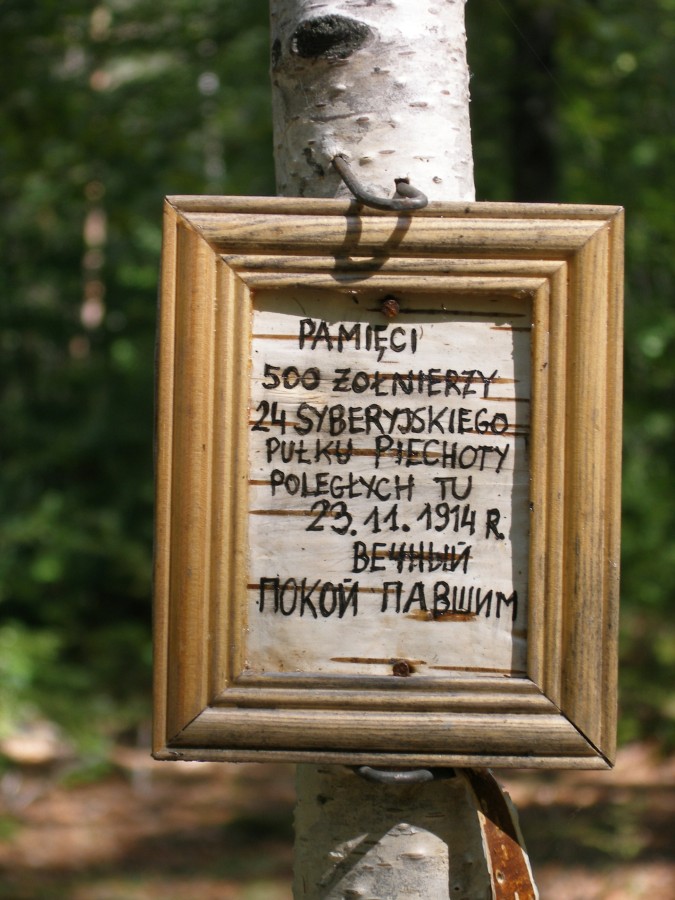 PAMIĘCI
500 ŻOŁNIERZY
24 SYBERYJSKIEGO
PUŁKU PIECHOTY
POLEGŁYCH TU
23.11.1914 R.
ВЕЧНЫЙ
ПОКОЙ ПАВШИМ